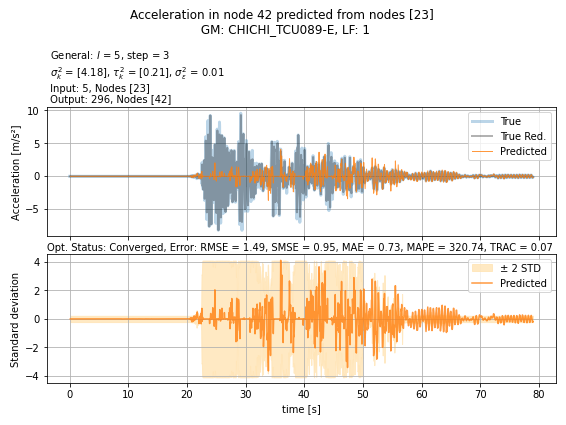 Acceleration in node 42 predicted from nodes [23]
GM: CHICHI_TCU089-E, LF: 1
General: l = 5, step = 3
σ²ₖ = [4.18], τ²ₖ = [0.21], σ²ε = 0.01
Input: 5, Nodes [23]
Output: 296, Nodes [42]
10
5
0
−5
Acceleration [m/s²]
True
True Red.
Predicted
Opt. Status: Converged, Error: RMSE = 1.49, SMSE = 0.95, MAE = 0.73, MAPE = 320.74, TRAC = 0.07
4
2
0
−2
−4
Standard deviation
± 2 STD
Predicted
0 10 20 30 40 50 60 70 80
time [s]